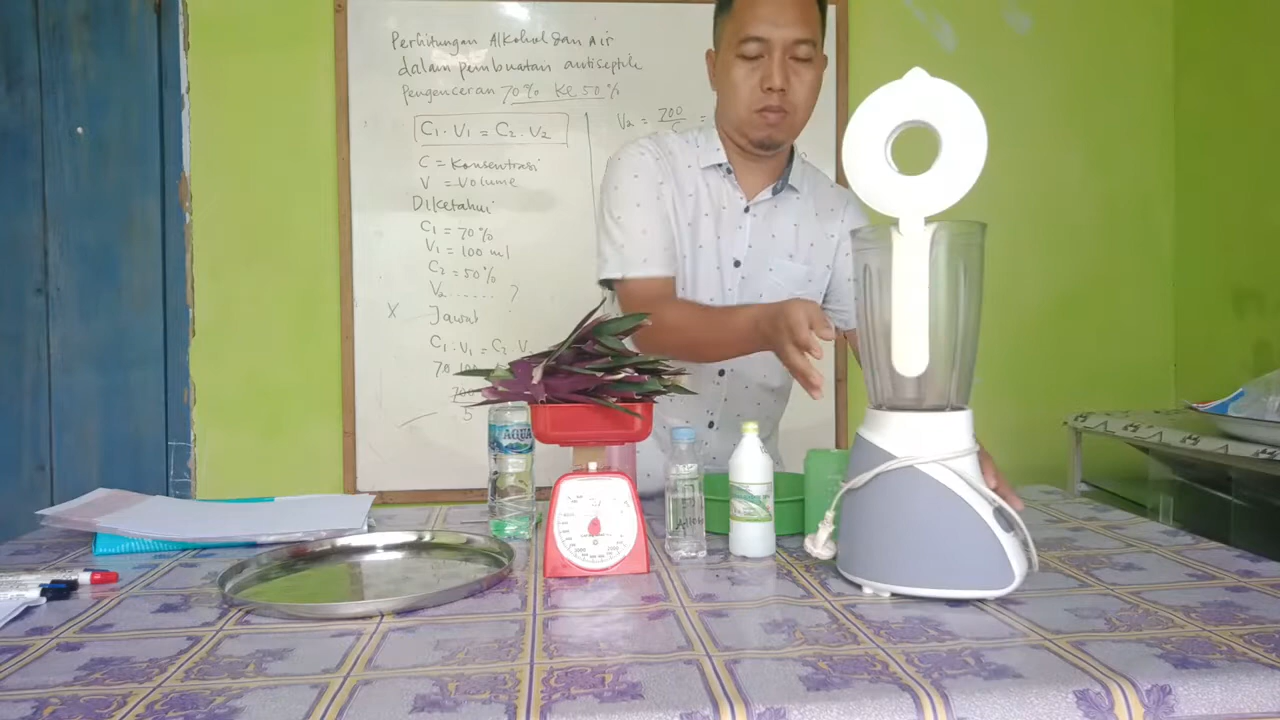 Perhitungan Alkohol dan Air
dalam pembuatan antiseptik
pengenceran 70% ke 50%
C1 . V1 = C2 . V2
C = Konsentrasi
V = Volume
Diketahui
C1 = 70%
V1 = 100 ml
C2 = 50%
V2 ...... ?
X Jawab
C1 . V1 = C2 . V
70
700
5
V2 = 700
=
AQUA